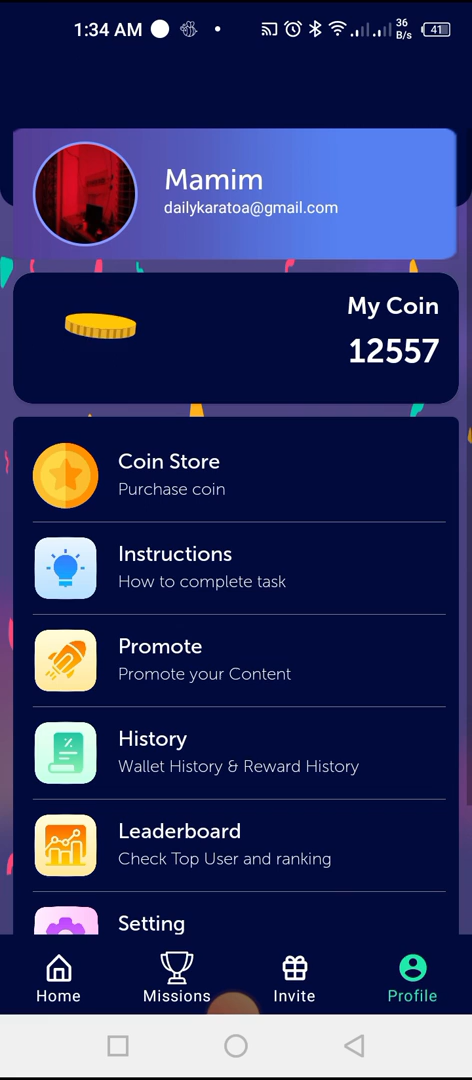 1:34 AM
36
B/s
41
Mamim
dailykaratoa@gmail.com
My Coin
12557
Coin Store
Purchase coin
Instructions
How to complete task
Promote
Promote your Content
History
Wallet History & Reward History
Leaderboard
Check Top User and ranking
Setting
Home Missions Invite Profile